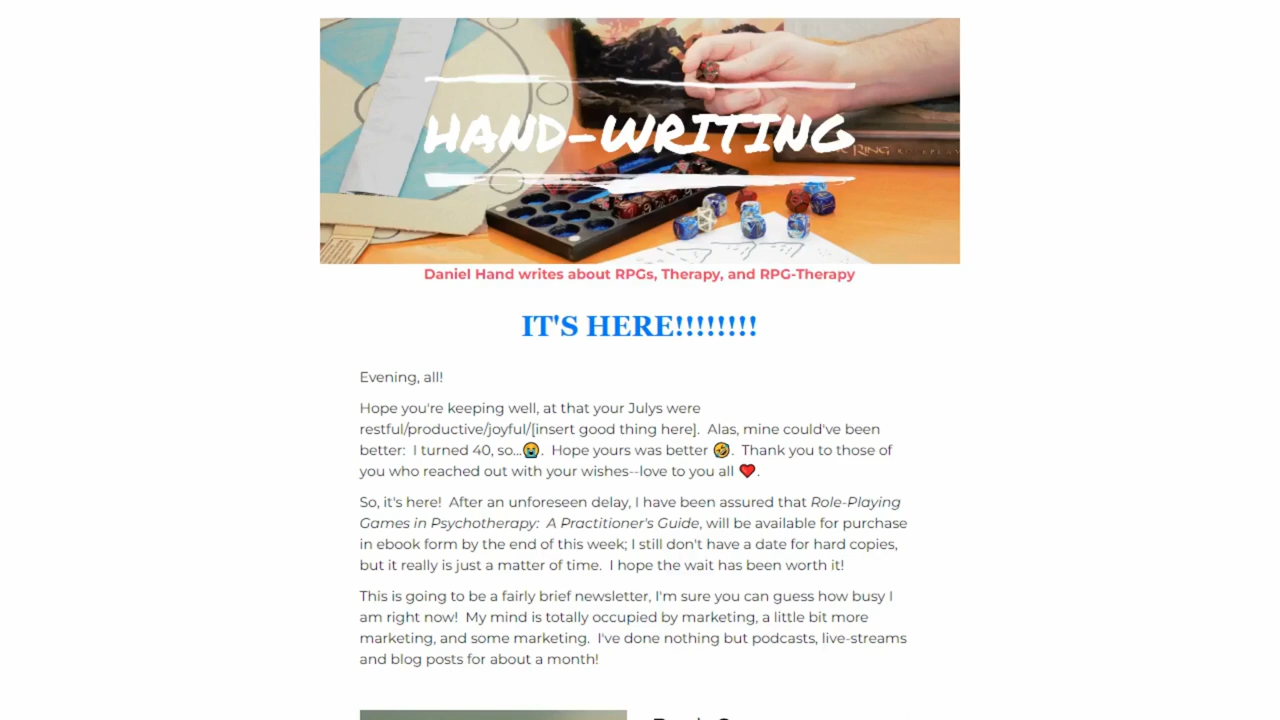 HAND-WRITING
RING
Daniel Hand writes about RPGs, Therapy, and RPG-Therapy
IT'S HERE!!!!!!!!
Evening, all!
Hope you're keeping well, at that your Julys were
restful/productive/joyful/[insert good thing here].  Alas, mine could've been
better:  I turned 40, so...😭.  Hope yours was better 🤣.  Thank you to those of
you who reached out with your wishes--love to you all ❤️.
So, it's here!  After an unforeseen delay, I have been assured that Role-Playing
Games in Psychotherapy:  A Practitioner's Guide, will be available for purchase
in ebook form by the end of this week; I still don't have a date for hard copies,
but it really is just a matter of time.  I hope the wait has been worth it!
This is going to be a fairly brief newsletter, I'm sure you can guess how busy I
am right now!  My mind is totally occupied by marketing, a little bit more
marketing, and some marketing.  I've done nothing but podcasts, live-streams
and blog posts for about a month!